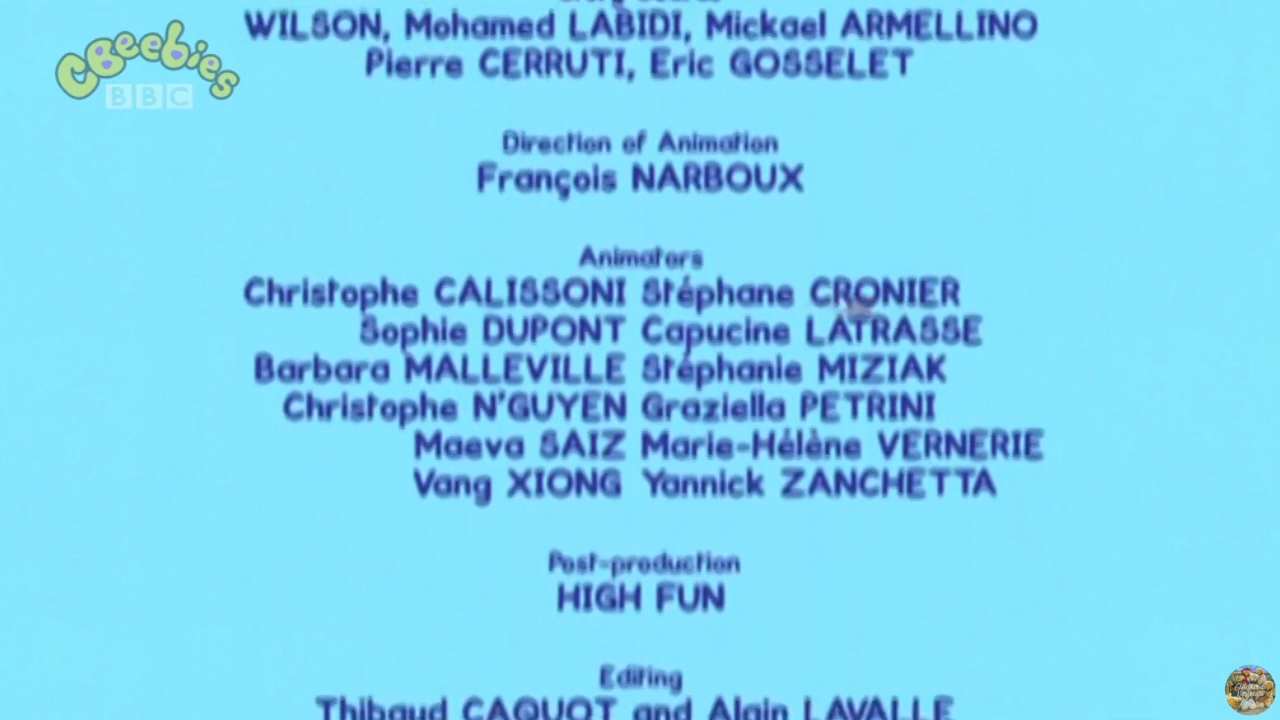 CBeebies
BBC
WILSON, Mohamed LABIDI, Mickael ARMELLINO
Pierre CERRUTI, Eric GOSSELET
Direction of Animation
François NARBOUX
Animators
Christophe CALISSONI Stéphane CRONIER
Sophie DUPONT Capucine LATRASSE
Barbara MALLEVILLE Stéphanie MIZIAK
Christophe N'GUYEN Graziella PETRINI
Maeva SAIZ Marie-Hélène VERNERIE
Vang XIONG Yannick ZANCHETTA
Post-production
HIGH FUN
Editing
Thibaud CAQUOT and Alain LAVALLE